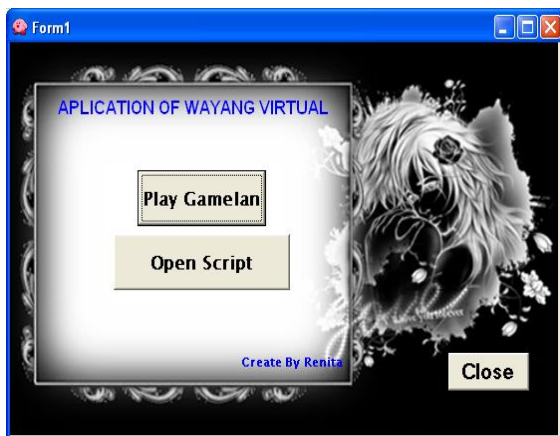 Form1
APLICATION OF WAYANG VIRTUAL
Play Gamelan
Open Script
Create By Renita
Close